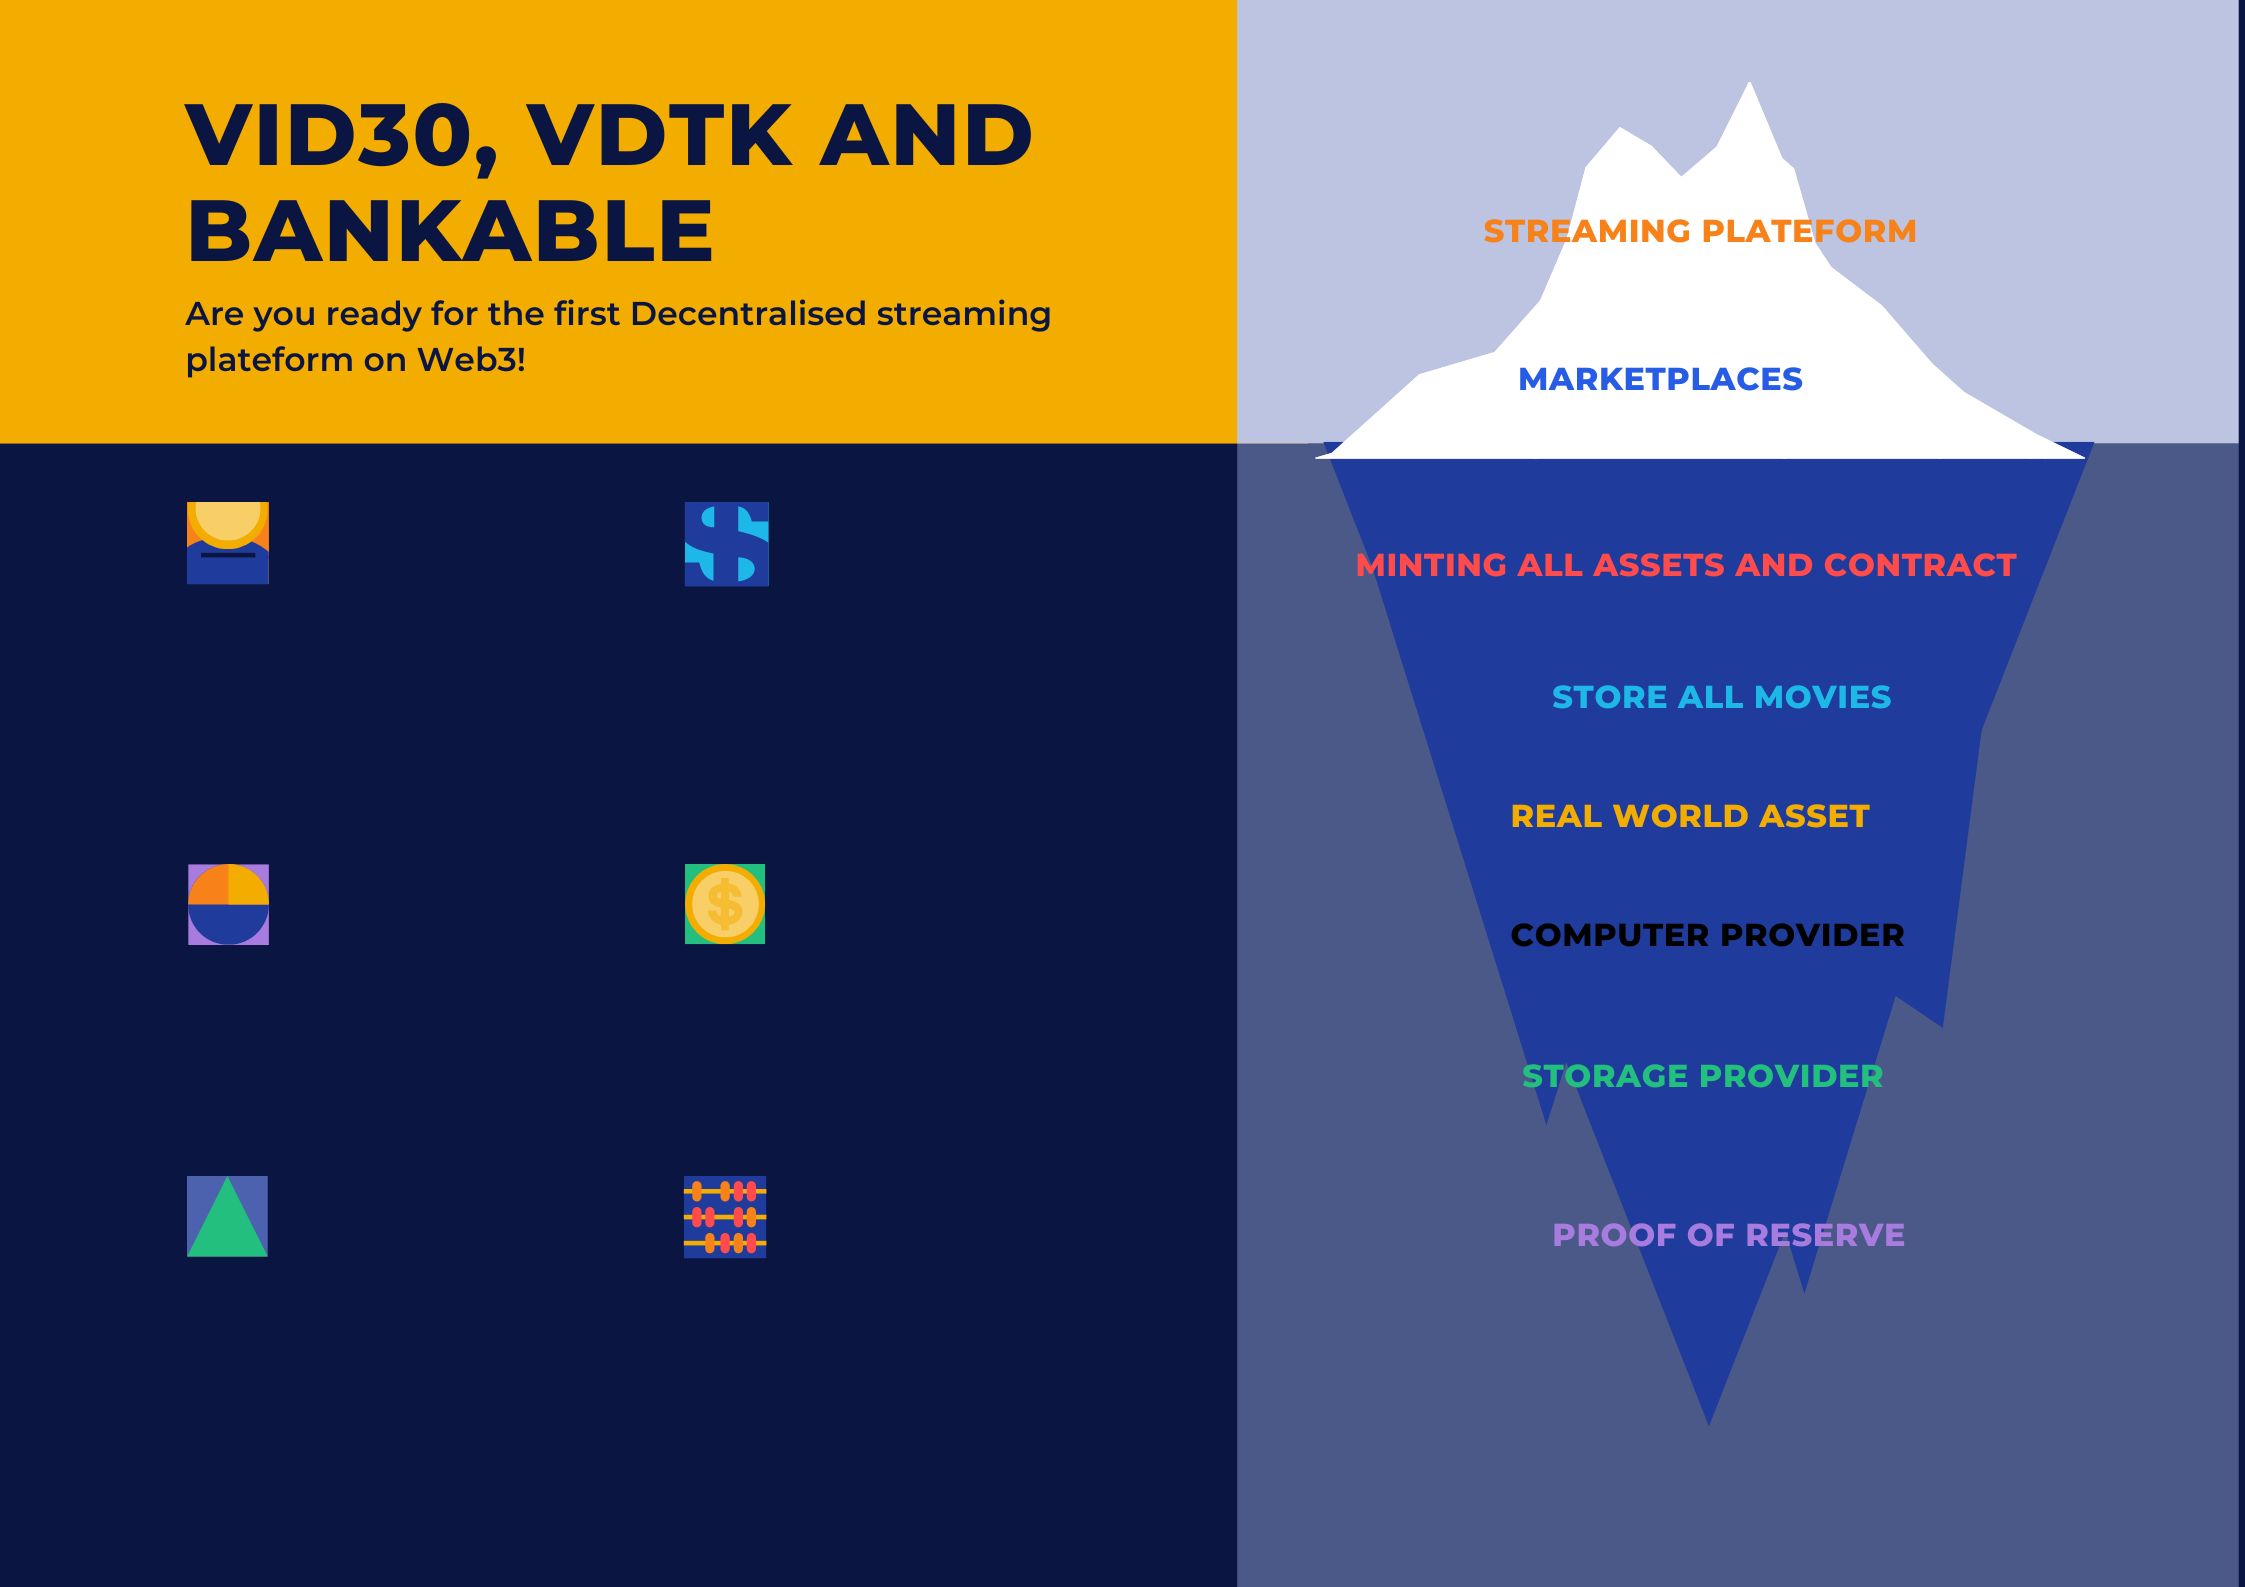 VID30, VDTK AND
BANKABLE
Are you ready for the first Decentralised streaming
plateform on Web3!
STREAMING PLATEFORM
MARKETPLACES
MINTING ALL ASSETS AND CONTRACT
STORE ALL MOVIES
REAL WORLD ASSET
COMPUTER PROVIDER
STORAGE PROVIDER
PROOF OF RESERVE